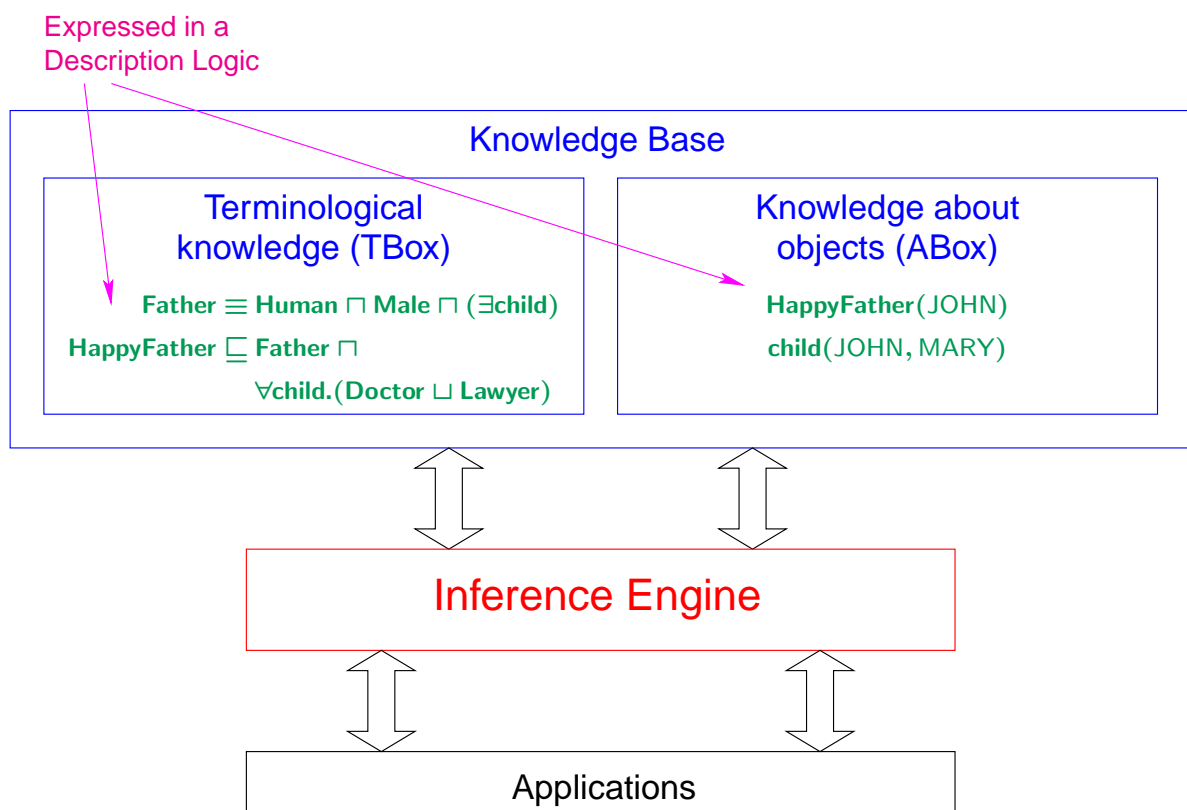 Expressed in a
Description Logic
Knowledge Base
Terminological
knowledge (TBox)
Father ≡ Human ⊓ Male ⊓ (∃child)
HappyFather ⊑ Father ⊓
∀child.(Doctor ⊔ Lawyer)
Knowledge about
objects (ABox)
HappyFather(JOHN)
child(JOHN, MARY)
Inference Engine
Applications